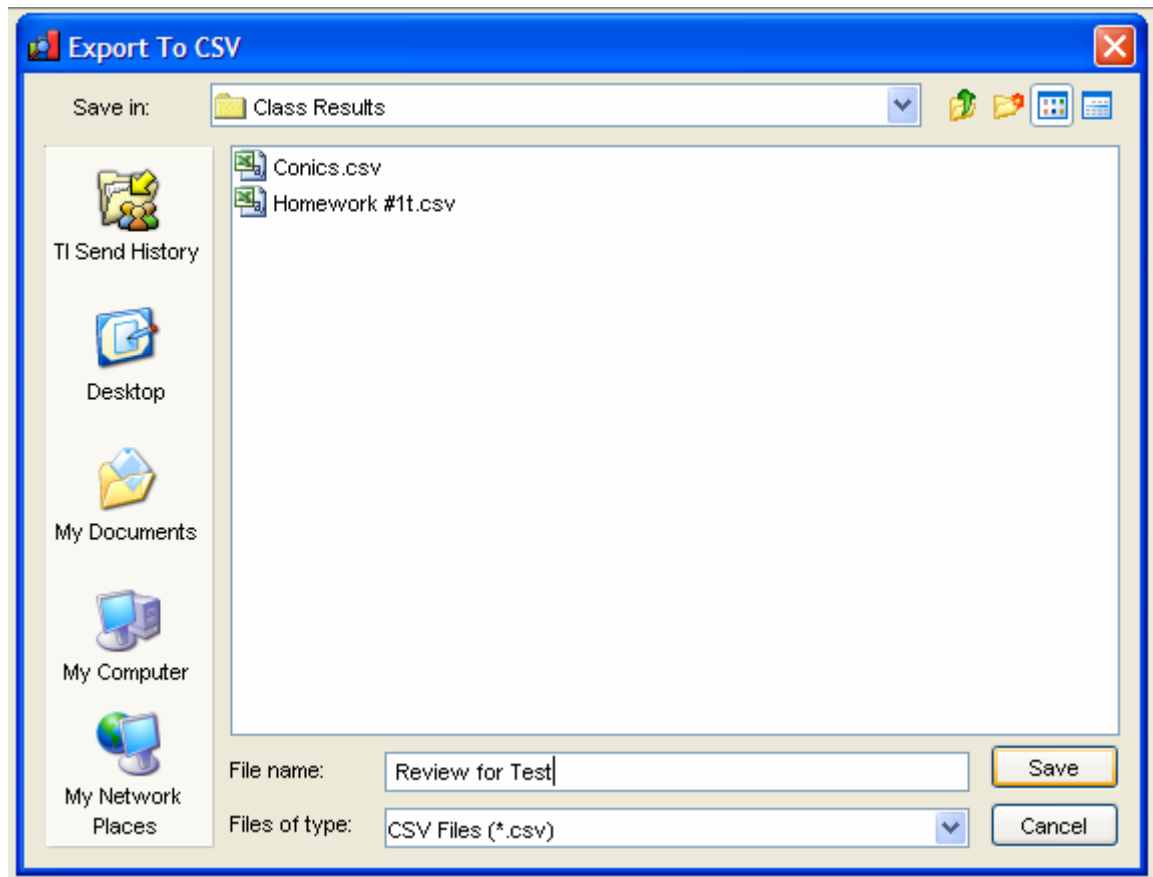 Export To CSV
Save in:
Class Results
Conics.csv
Homework #1t.csv
TI Send History
Desktop
My Documents
My Computer
My Network
Places
File name:
Review for Test
Save
Files of type:
CSV Files (*.csv)
Cancel